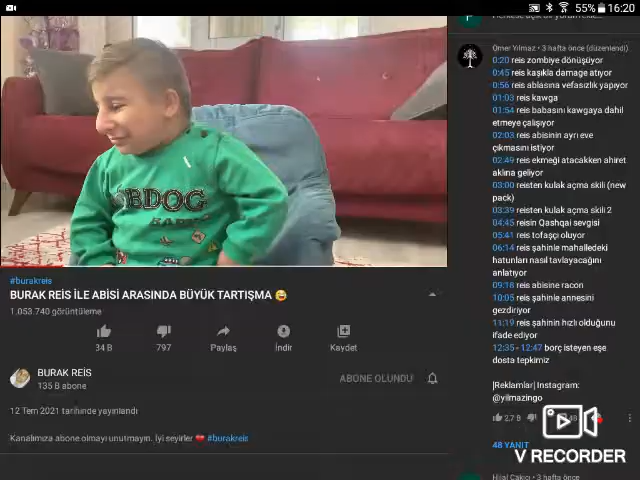 55% 16:20
BDOG
#burakreis
BURAK REİS İLE ABİSİ ARASINDA BÜYÜK TARTIŞMA 😂
1.053.740 görüntüleme
34 B
797
Paylaş
İndir
Kaydet
BURAK REİS
135 B abone
ABONE OLUNDU
12 Tem 2021 tarihinde yayınlandı
Kanalımıza abone olmayı unutmayın. İyi seyirler ❤️ #burakreis
Ömer Yılmaz • 3 hafta önce (düzenlendi)
0:20 reis zombiye dönüşüyor
0:45 reis kaşıkla damage atıyor
0:56 reis ablasına vefasızlık yapıyor
01:03 reis kavga
01:54 reis babasını kavgaya dahil
etmeye çalışıyor
02:03 reis abisinin ayrı eve
çıkmasını istiyor
02:49 reis ekmeği atacakken ahiret
aklına geliyor
03:00 reisten kulak açma skili (new
pack)
03:39 reisten kulak açma skili 2
04:45 reisin Qashqai sevgisi
05:41 reis tofaşçı oluyor
06:14 reis şahinle mahalledeki
hatunları nasıl tavlayacağını
anlatıyor
09:18 reis abisine racon
10:05 reis şahinle annesini
gezdiriyor
11:19 reis şahinin hızlı olduğunu
ifade ediyor
12:35 - 12:47 borç isteyen eşe
dosta tepkimiz
|Reklamlar| Instagram:
@yilmazingo
2,7 B
48 YANIT
V RECORDER
Hilal Çakıcı • 3 hafta önce